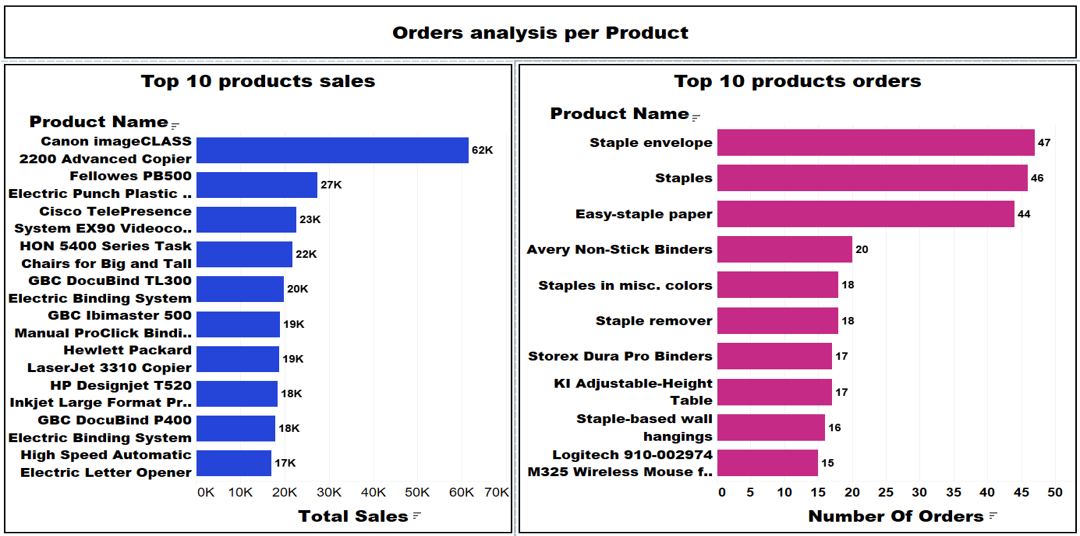 Orders analysis per Product
Top 10 products sales
Product Name
Canon imageCLASS
2200 Advanced Copier
62K
Fellowes PB500
Electric Punch Plastic ..
27K
Cisco TelePresence
System EX90 Videoco..
23K
HON 5400 Series Task
Chairs for Big and Tall
22K
GBC DocuBind TL300
Electric Binding System
20K
GBC Ibimaster 500
Manual ProClick Bindi..
19K
Hewlett Packard
LaserJet 3310 Copier
19K
HP Designjet T520
Inkjet Large Format Pr..
18K
GBC DocuBind P400
Electric Binding System
18K
High Speed Automatic
Electric Letter Opener
17K
0K 10K 20K 30K 40K 50K 60K 70K
Total Sales
Top 10 products orders
Product Name
Staple envelope 47
Staples 46
Easy-staple paper 44
Avery Non-Stick Binders 20
Staples in misc. colors 18
Staple remover 18
Storex Dura Pro Binders 17
KI Adjustable-Height
Table
17
Staple-based wall
hangings
16
Logitech 910-002974
M325 Wireless Mouse f..
15
0 5 10 15 20 25 30 35 40 45 50
Number Of Orders